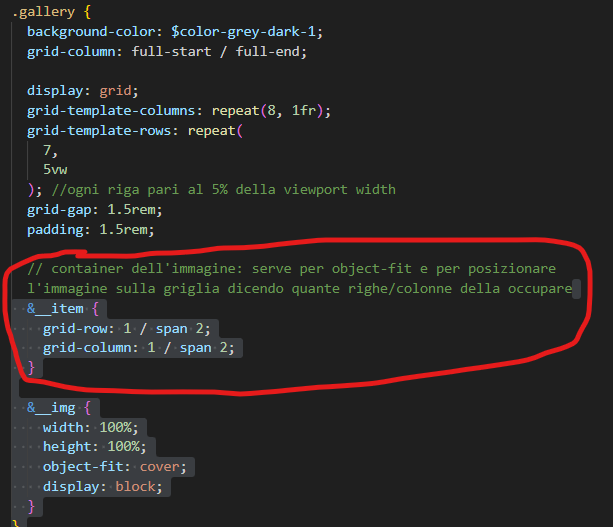 .gallery {
background-color: $color-grey-dark-1;
grid-column: full-start / full-end;
display: grid;
grid-template-columns: repeat(8, 1fr);
grid-template-rows: repeat(
7,
5vw
); //ogni riga pari al 5% della viewport width
grid-gap: 1.5rem;
padding: 1.5rem;
// container dell'immagine: serve per object-fit e per posizionare
l'immagine sulla griglia dicendo quante righe/colonne della occupare
&__item {
grid-row: 1 / span 2;
grid-column: 1 / span 2;
}
&__img {
width: 100%;
height: 100%;
object-fit: cover;
display: block;
}
}